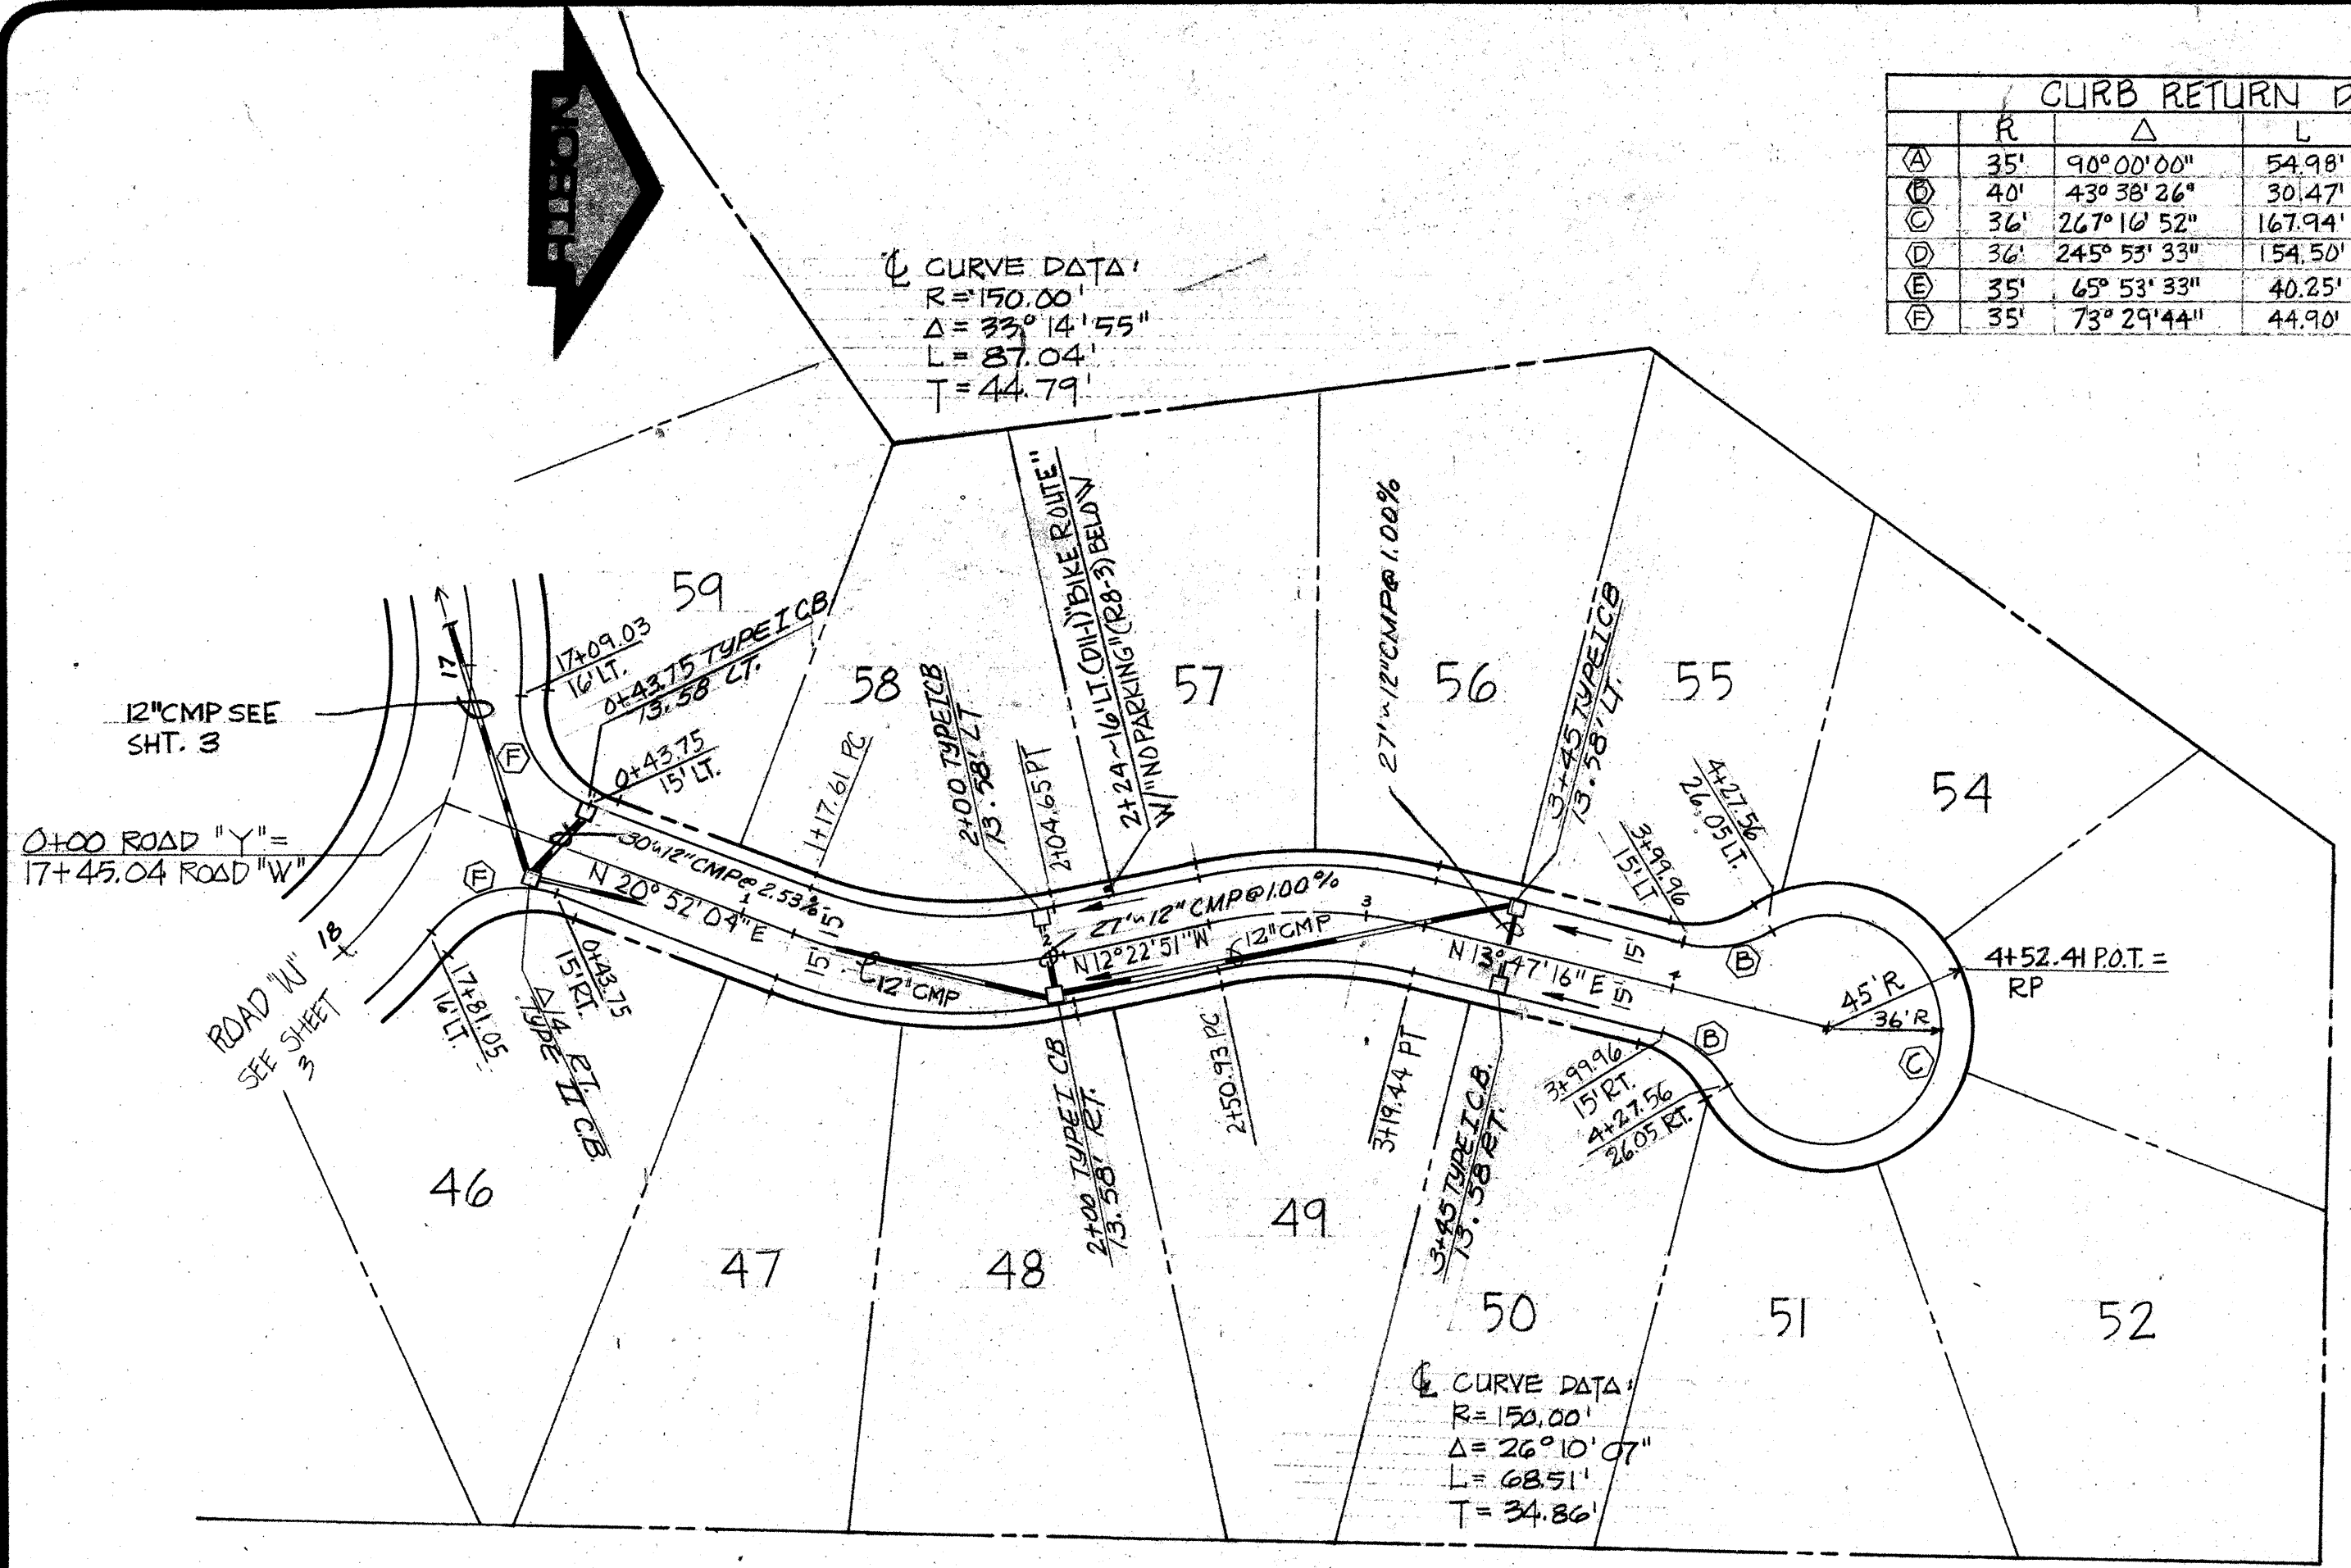 NORTH
CURB RETURN
R Δ L
A 35' 90°00'00" 54.98'
B 40' 43°38'26" 30.47'
C 36' 267°16'52" 167.94'
D 36' 245°53'33" 154.50'
E 35' 65°53'33" 40.25'
F 35' 73°29'44" 44.90'
℄ CURVE DATA:
R=150.00'
Δ=33°14'55"
L=87.04'
T=44.79'
59
58
57
56
55
54
17+09.03
16' LT.
0+43.75 TYPE I C.B.
13.58' LT.
0+43.75
15' LT.
1+17.61 PC
2+00 TYPE I CB
13.58' LT
2+04.65 PT
2+24~16' LT. (D11-1) "BIKE ROUTE"
W/ "NO PARKING" (R8-3) BELOW
27'~12" CMP @ 1.00%
3+45 TYPE I CB
13.58' LT.
3+99.96
15' LT
4+27.56
26.05 LT.
17
12" CMP SEE
SHT. 3
F
0+00 ROAD "Y" =
17+45.04 ROAD "W"
F
30'~12" CMP @ 2.53%
N 20°52'04" E
1
15'
15'
℄ 12" CMP
2
27'~12" CMP @ 1.00%
N 12°22'51" W
℄ 12" CMP
3
N 13°47'16" E
15'
15'
4
B
B
45' R
36' R
C
4+52.41 P.O.T. =
RP
18
ROAD "W"
SEE SHEET
3
17+81.05
16' LT.
0+43.75
15' RT.
Δ14 RT.
TYPE II C.B.
2+00 TYPE I CB
13.58' RT.
2+50.93 PC
3+19.44 PT
3+45 TYPE I C.B.
13.58 RT.
3+99.96
15' RT.
4+27.56
26.05 RT.
46
47
48
49
50
51
52
℄ CURVE DATA:
R=150.00'
Δ=26°10'07"
L=68.51'
T=34.86'